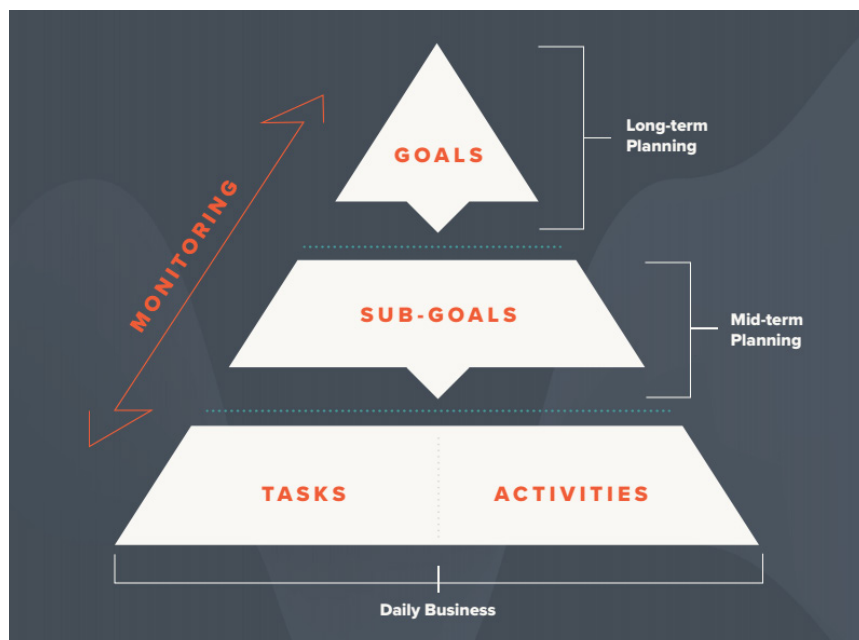 GOALS
Long-term
Planning
MONITORING
SUB-GOALS
Mid-term
Planning
TASKS
ACTIVITIES
Daily Business